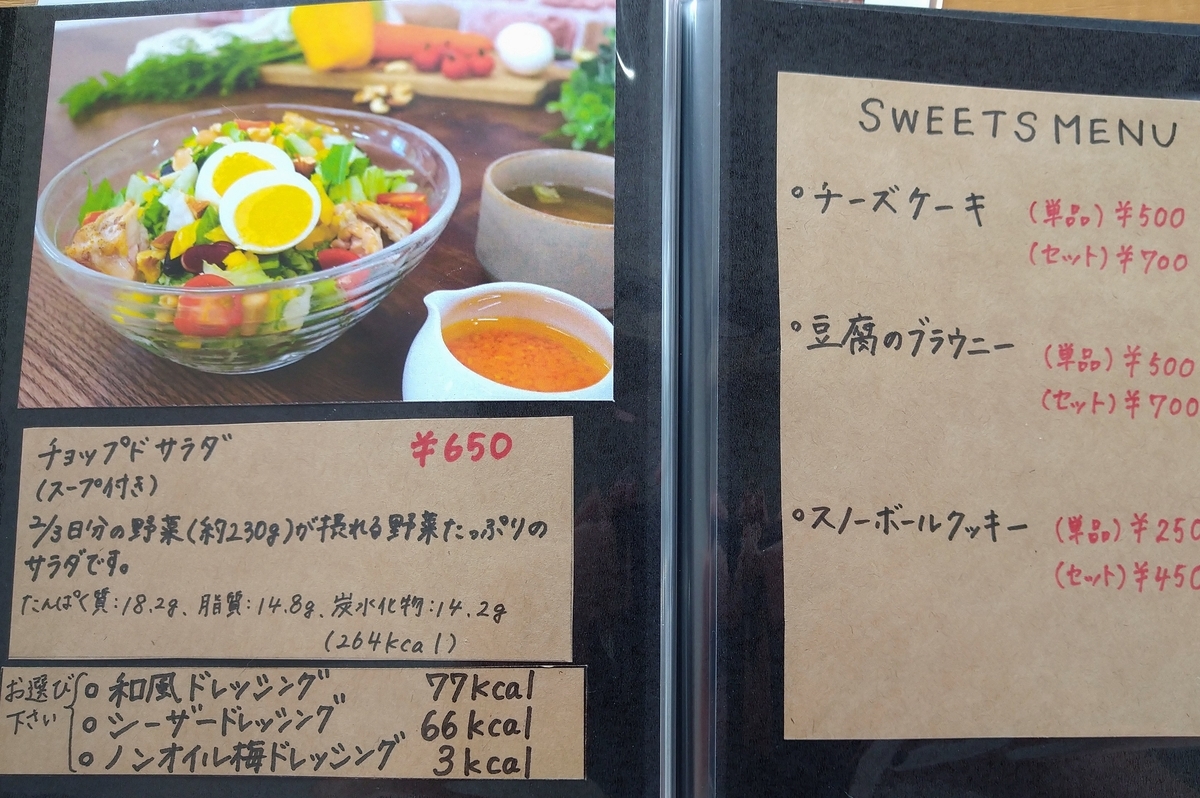 チョップドサラダ ¥650
(スープ付き)
2/3日分の野菜(約230g)が摂れる野菜たっぷりの
サラダです。
たんぱく質:18.2g、脂質:14.8g、炭水化物:14.2g
(264kcal)
お選び
下さい
○ 和風ドレッシング 77kcal
○ シーザードレッシング 66kcal
○ ノンオイル梅ドレッシング 3kcal
SWEETS MENU
○チーズケーキ (単品)¥500
(セット)¥700
○豆腐のブラウニー (単品)¥500
(セット)¥700
○スノーボールクッキー (単品)¥250
(セット)¥450